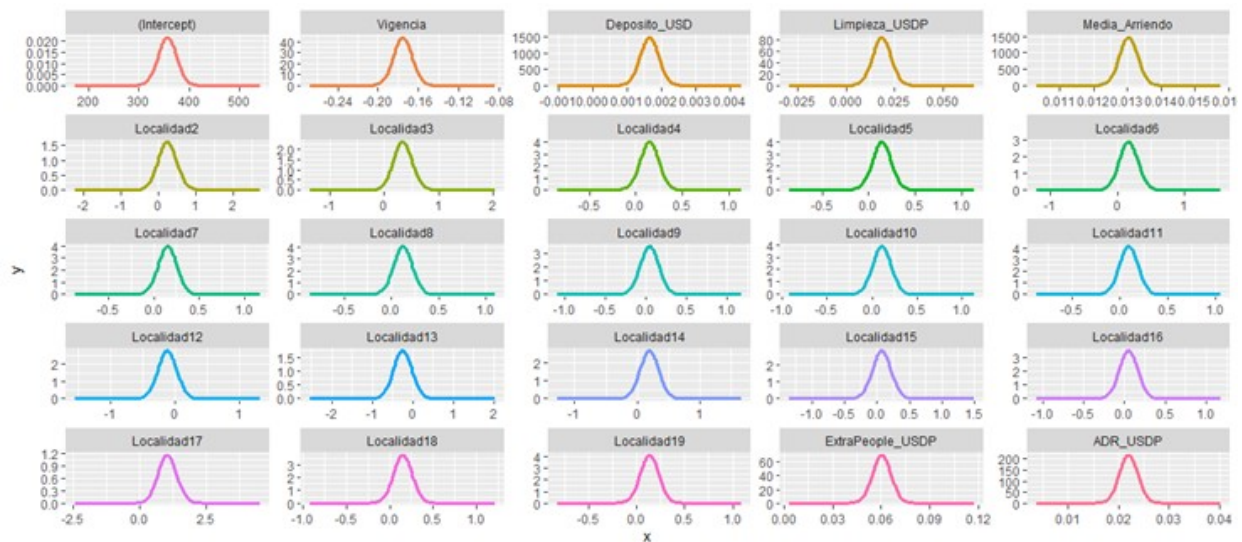 (Intercept) Vigencia Deposito_USD Limpieza_USDP Media_Arriendo
0.020 0.015 0.010 0.005 0.000 40 30 20 10 0 1500 1000 500 0 80 60 40 20 0 1500 1000 500 0
200 300 400 500 -0.24 -0.20 -0.16 -0.12 -0.08 -0.0010.000 0.001 0.002 0.003 0.004 -0.025 0.000 0.025 0.050 0.011 0.012 0.013 0.014 0.015 0.01
Localidad2 Localidad3 Localidad4 Localidad5 Localidad6
1.5 1.0 0.5 0.0 2.0 1.5 1.0 0.5 0.0 4 3 2 1 0 4 3 2 1 0 3 2 1 0
-2 -1 0 1 2 -1 0 1 2 -0.5 0.0 0.5 1.0 -0.5 0.0 0.5 1.0 -1 0 1
Localidad7 Localidad8 Localidad9 Localidad10 Localidad11
4 3 2 1 0 4 3 2 1 0 3 2 1 0 4 3 2 1 0 4 3 2 1 0
-0.5 0.0 0.5 1.0 -0.5 0.0 0.5 1.0 -1.0 -0.5 0.0 0.5 1.0 -1.0 -0.5 0.0 0.5 1.0 -0.5 0.0 0.5 1.0
y
Localidad12 Localidad13 Localidad14 Localidad15 Localidad16
2 1 0 1.5 1.0 0.5 0.0 2 1 0 3 2 1 0 3 2 1 0
-1 0 1 -2 -1 0 1 2 -1 0 1 -1.0 -0.5 0.0 0.5 1.0 1.5 -1.0 -0.5 0.0 0.5 1.0
Localidad17 Localidad18 Localidad19 ExtraPeople_USDP ADR_USDP
1.2 0.9 0.6 0.3 0.0 3 2 1 0 4 3 2 1 0 60 40 20 0 200 150 100 50 0
-2.5 0.0 2.5 -1.0 -0.5 0.0 0.5 1.0 -0.5 0.0 0.5 1.0 0.00 0.03 0.06 0.09 0.12 0.01 0.02 0.03 0.04
x